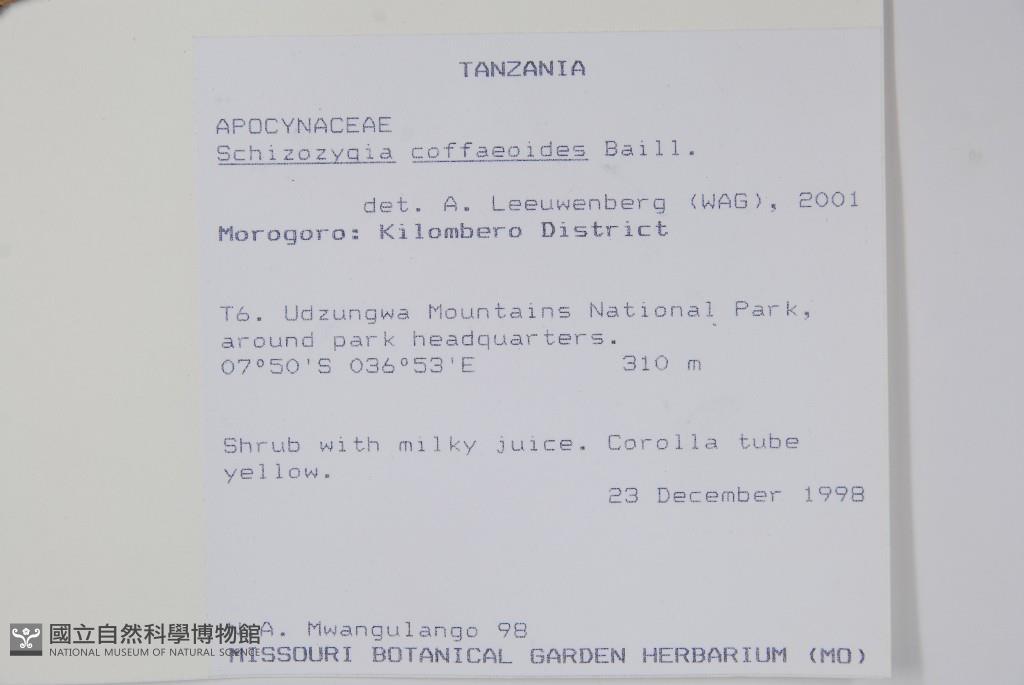 TANZANIA
APOCYNACEAE
Schizozygia coffaeoides Baill.
det. A. Leeuwenberg (WAG), 2001
Morogoro: Kilombero District
T6. Udzungwa Mountains National Park,
around park headquarters.
07°50'S 036°53'E 310 m
Shrub with milky juice. Corolla tube
yellow.
23 December 1998
A. Mwangulango 98
MISSOURI BOTANICAL GARDEN HERBARIUM (MO)
國立自然科學博物館
NATIONAL MUSEUM OF NATURAL SCIENCE